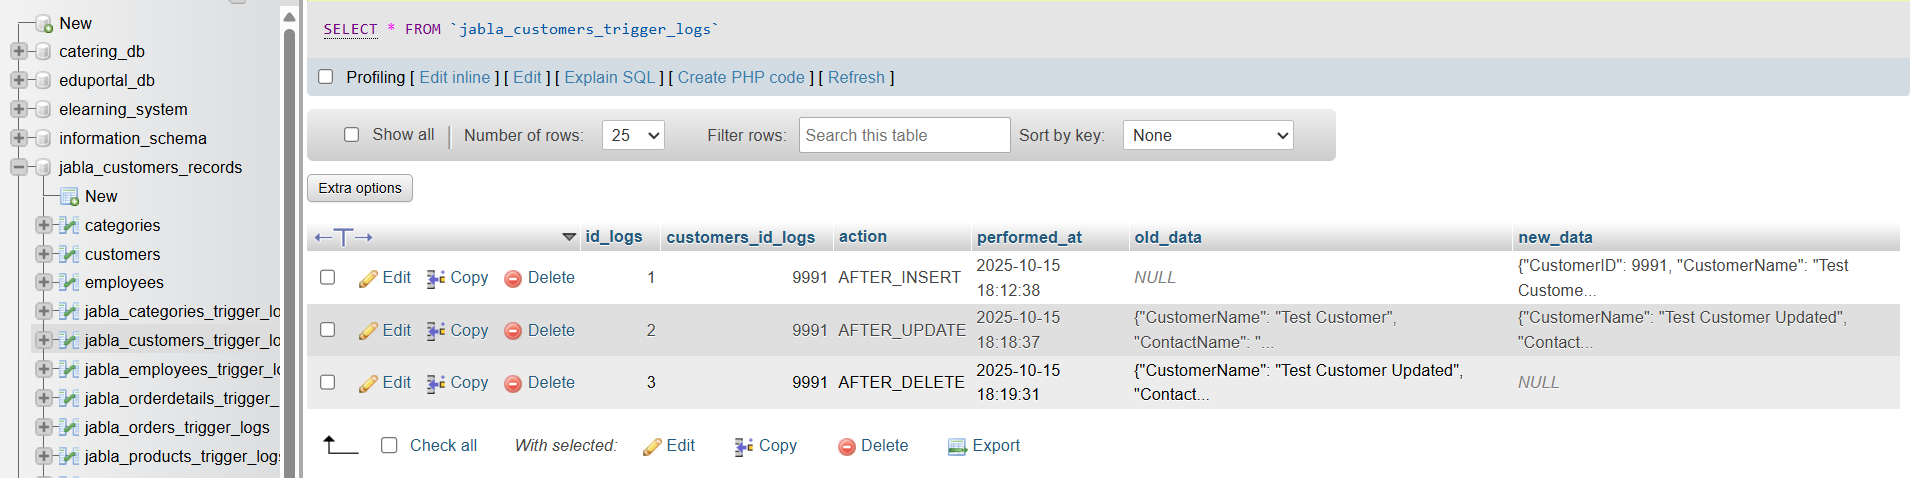 New
catering_db
eduportal_db
elearning_system
information_schema
jabla_customers_records
New
categories
customers
employees
jabla_categories_trigger_lo
jabla_customers_trigger_lo
jabla_employees_trigger_lo
jabla_orderdetails_trigger_
jabla_orders_trigger_logs
jabla_products_trigger_logs
SELECT * FROM `jabla_customers_trigger_logs`
Profiling [ Edit inline ] [ Edit ] [ Explain SQL ] [ Create PHP code ] [ Refresh ]
Show all Number of rows: 25 Filter rows: Search this table Sort by key: None
Extra options
id_logs customers_id_logs action performed_at old_data new_data
Edit Copy Delete 1 9991 AFTER_INSERT 2025-10-15 NULL {"CustomerID": 9991, "CustomerName": "Test
18:12:38 Custome...
Edit Copy Delete 2 9991 AFTER_UPDATE 2025-10-15 {"CustomerName": "Test Customer", {"CustomerName": "Test Customer Updated",
18:18:37 "ContactName": "... "Contact...
Edit Copy Delete 3 9991 AFTER_DELETE 2025-10-15 {"CustomerName": "Test Customer Updated", NULL
18:19:31 "Contact...
Check all With selected: Edit Copy Delete Export